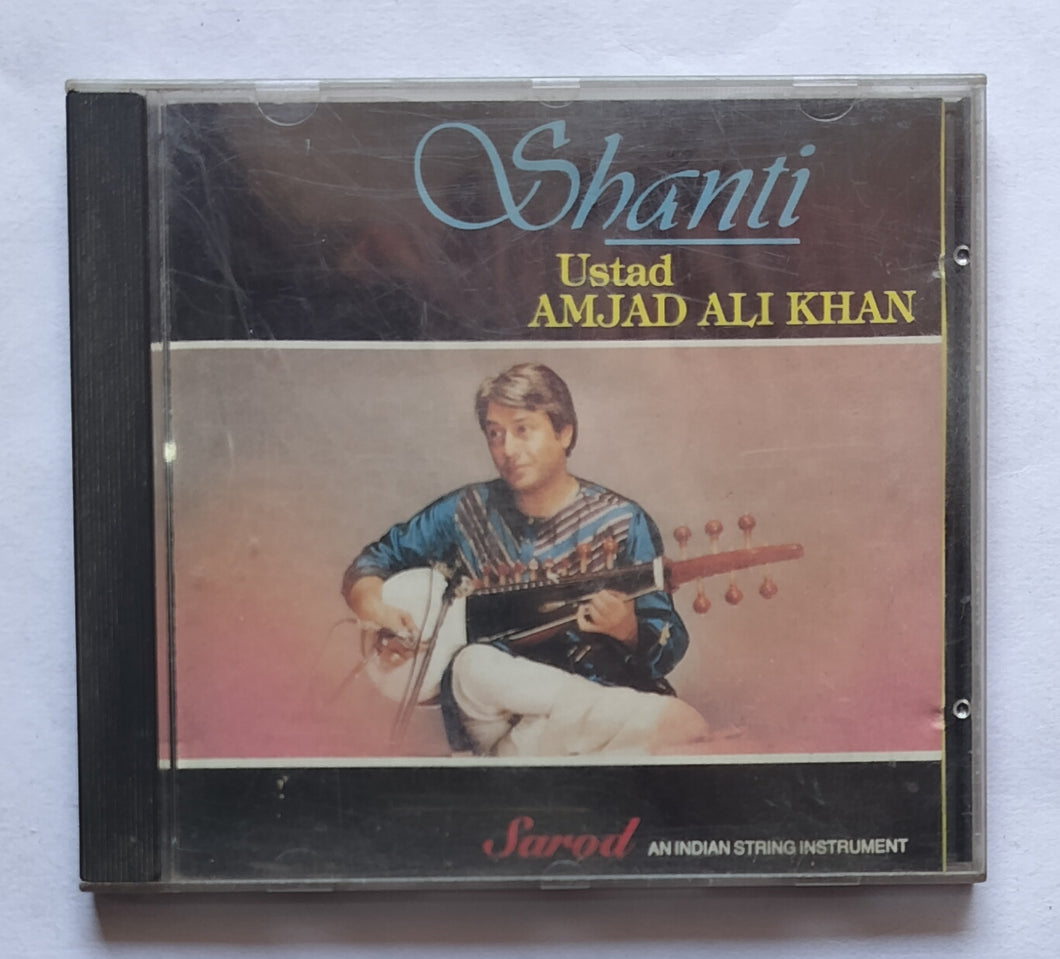 Shanti
Ustad
AMJAD ALI KHAN
Sarod AN INDIAN STRING INSTRUMENT